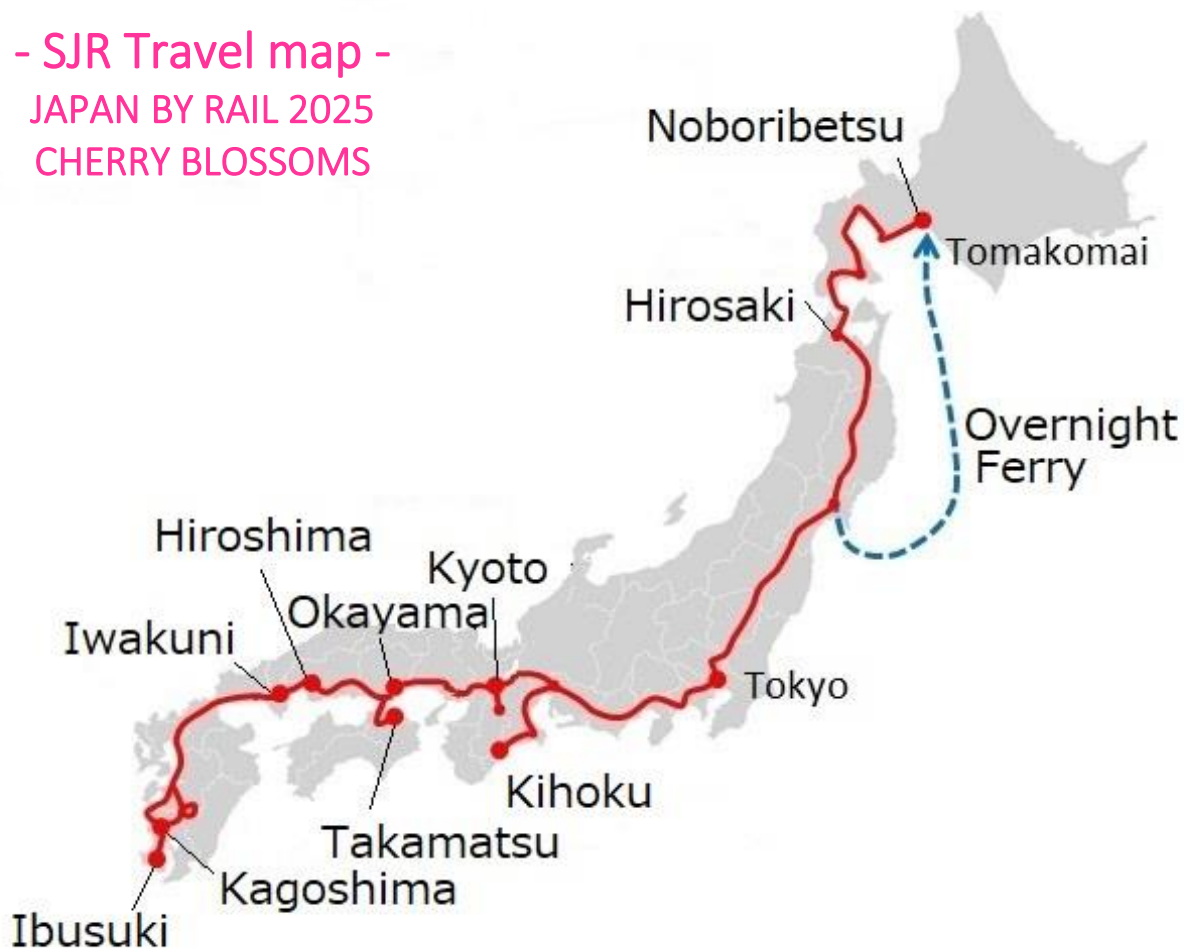 - SJR Travel map -
JAPAN BY RAIL 2025
CHERRY BLOSSOMS
Noboribetsu
Tomakomai
Hirosaki
Overnight
Ferry
Hiroshima
Kyoto
Okayama
Iwakuni
Tokyo
Kihoku
Takamatsu
Kagoshima
Ibusuki